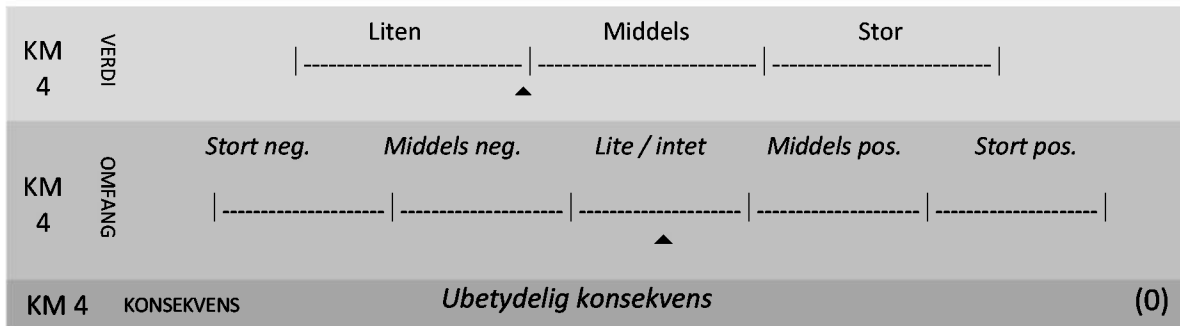 KM 4 VERDI Liten Middels Stor
|--------------------------|--------------------------|--------------------------|
▲
KM 4 OMFANG Stort neg. Middels neg. Lite / intet Middels pos. Stort pos.
|---------------------|---------------------|---------------------|---------------------|---------------------|
▲
KM 4 KONSEKVENS Ubetydelig konsekvens (0)